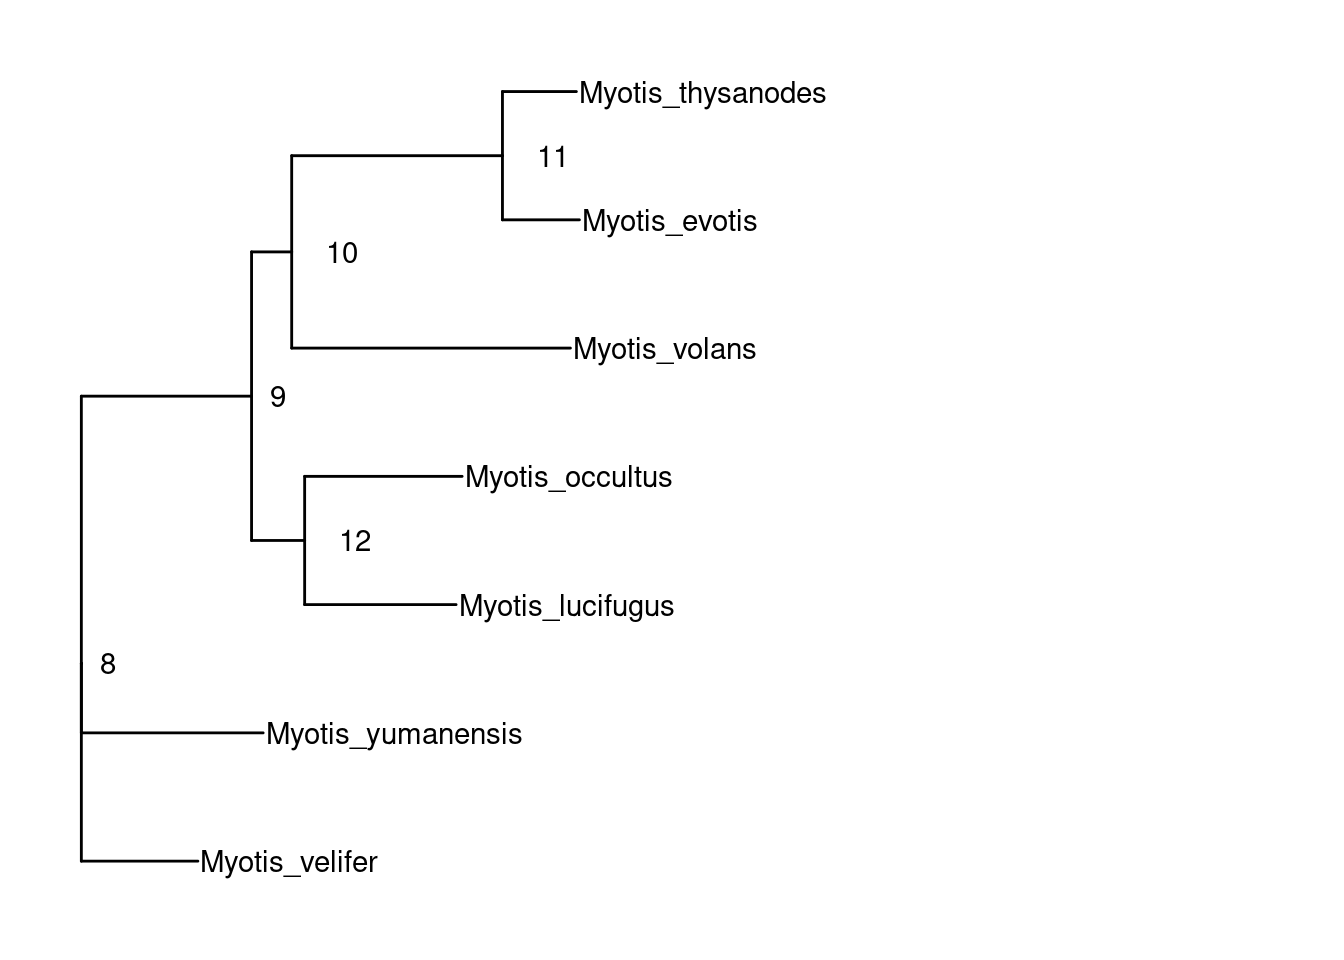 Myotis_thysanodes
11
Myotis_evotis
10
Myotis_volans
9
Myotis_occultus
12
Myotis_lucifugus
8
Myotis_yumanensis
Myotis_velifer